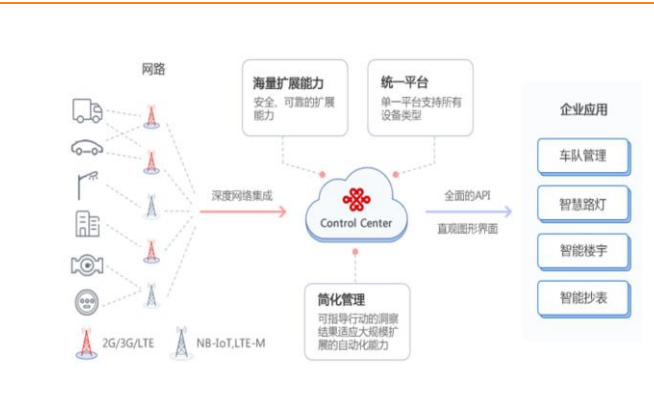 网路
海量扩展能力
安全、可靠的扩展
能力
统一平台
单一平台支持所有
设备类型
企业应用
车队管理
智慧路灯
智能楼宇
智能抄表
深度网络集成
Control Center
全面的API
直观图形界面
简化管理
可指导行动的洞察
结果适应大规模扩
展的自动化能力
2G/3G/LTE
NB-IoT,LTE-M